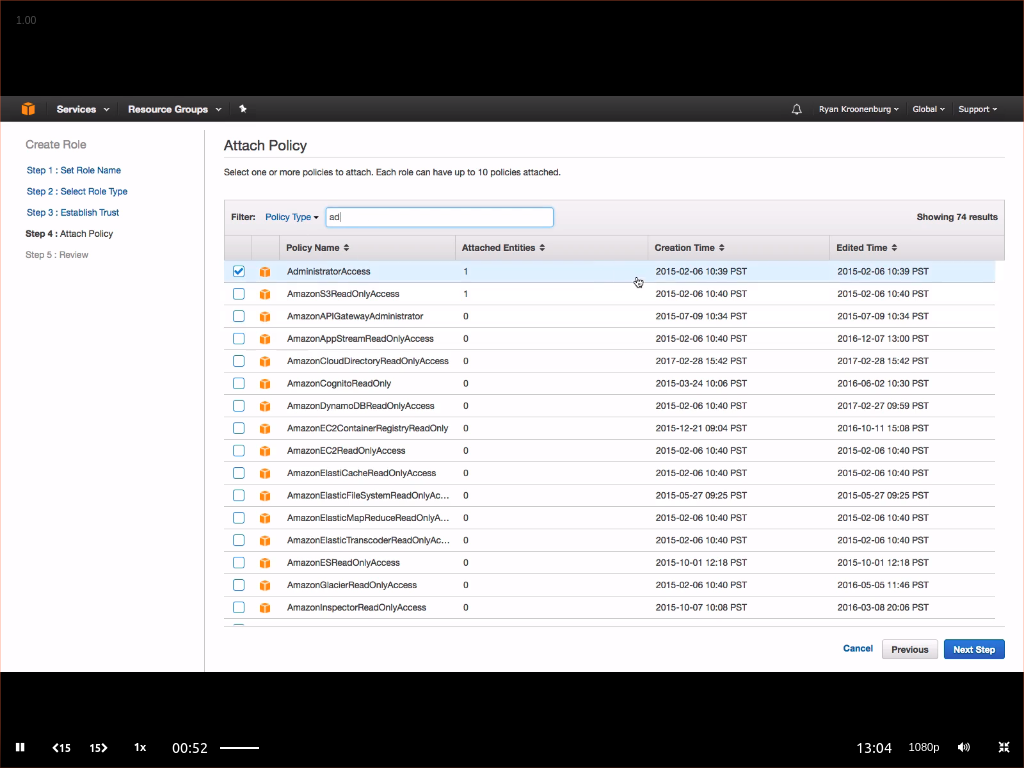 1.00
Services Resource Groups Ryan Kroonenburg Global Support
Create Role
Step 1 : Set Role Name
Step 2 : Select Role Type
Step 3 : Establish Trust
Step 4 : Attach Policy
Step 5 : Review
Attach Policy
Select one or more policies to attach. Each role can have up to 10 policies attached.
Filter: Policy Type ad Showing 74 results
Policy Name Attached Entities Creation Time Edited Time
AdministratorAccess 1 2015-02-06 10:39 PST 2015-02-06 10:39 PST
AmazonS3ReadOnlyAccess 1 2015-02-06 10:40 PST 2015-02-06 10:40 PST
AmazonAPIGatewayAdministrator 0 2015-07-09 10:34 PST 2015-07-09 10:34 PST
AmazonAppStreamReadOnlyAccess 0 2015-02-06 10:40 PST 2016-12-07 13:00 PST
AmazonCloudDirectoryReadOnlyAccess 0 2017-02-28 15:42 PST 2017-02-28 15:42 PST
AmazonCognitoReadOnly 0 2015-03-24 10:06 PST 2016-06-02 10:30 PST
AmazonDynamoDBReadOnlyAccess 0 2015-02-06 10:40 PST 2017-02-27 09:59 PST
AmazonEC2ContainerRegistryReadOnly 0 2015-12-21 09:04 PST 2016-10-11 15:08 PST
AmazonEC2ReadOnlyAccess 0 2015-02-06 10:40 PST 2015-02-06 10:40 PST
AmazonElastiCacheReadOnlyAccess 0 2015-02-06 10:40 PST 2015-02-06 10:40 PST
AmazonElasticFileSystemReadOnlyAc... 0 2015-05-27 09:25 PST 2015-05-27 09:25 PST
AmazonElasticMapReduceReadOnlyA... 0 2015-02-06 10:40 PST 2015-02-06 10:40 PST
AmazonElasticTranscoderReadOnlyAc... 0 2015-02-06 10:40 PST 2015-02-06 10:40 PST
AmazonESReadOnlyAccess 0 2015-10-01 12:18 PST 2015-10-01 12:18 PST
AmazonGlacierReadOnlyAccess 0 2015-02-06 10:40 PST 2016-05-05 11:46 PST
AmazonInspectorReadOnlyAccess 0 2015-10-07 10:08 PST 2016-03-08 20:06 PST
Cancel Previous Next Step
15 15 1x 00:52 13:04 1080p